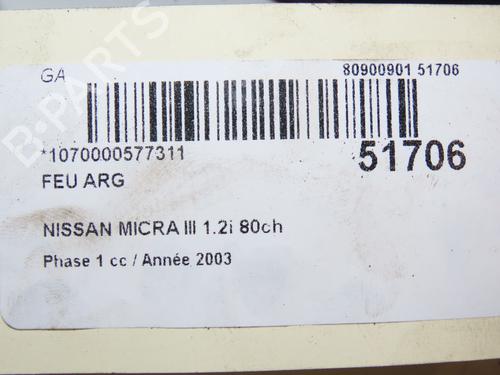 GA
80900901 51706
*1070000577311
51706
FEU ARG
NISSAN MICRA III 1.2i 80ch
Phase 1 cc / Année 2003
B-PARTS